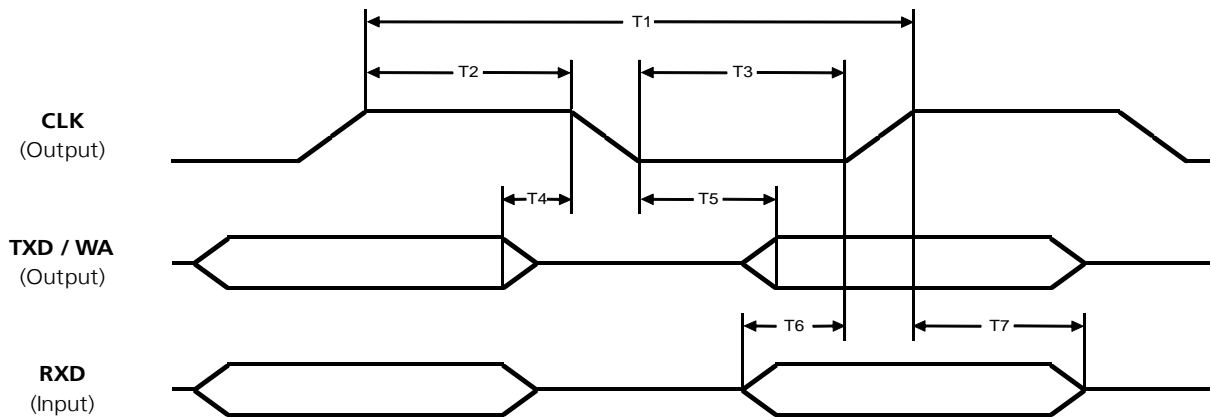 T1
T2
T3
CLK
(Output)
T4
T5
TXD / WA
(Output)
T6
T7
RXD
(Input)